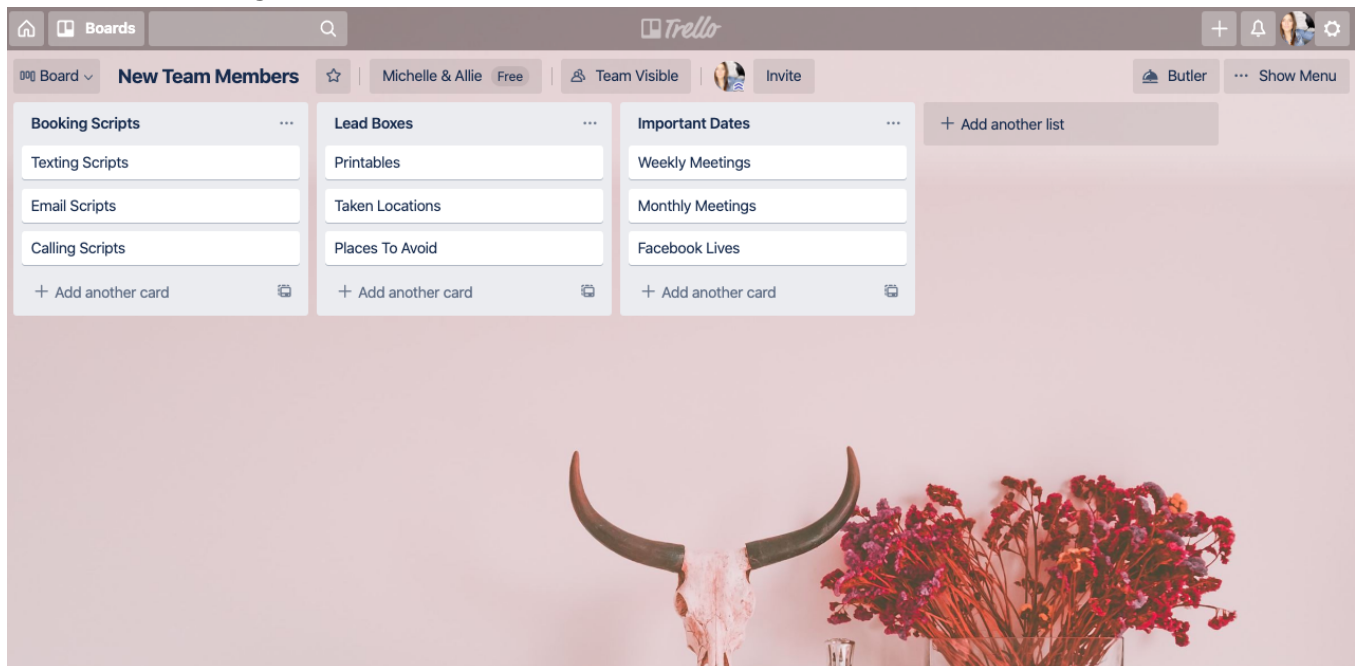 Boards
Trello
Board New Team Members Michelle & Allie Free Team Visible Invite Butler ... Show Menu
Booking Scripts ...
Texting Scripts
Email Scripts
Calling Scripts
+ Add another card
Lead Boxes ...
Printables
Taken Locations
Places To Avoid
+ Add another card
Important Dates ...
Weekly Meetings
Monthly Meetings
Facebook Lives
+ Add another card
+ Add another list